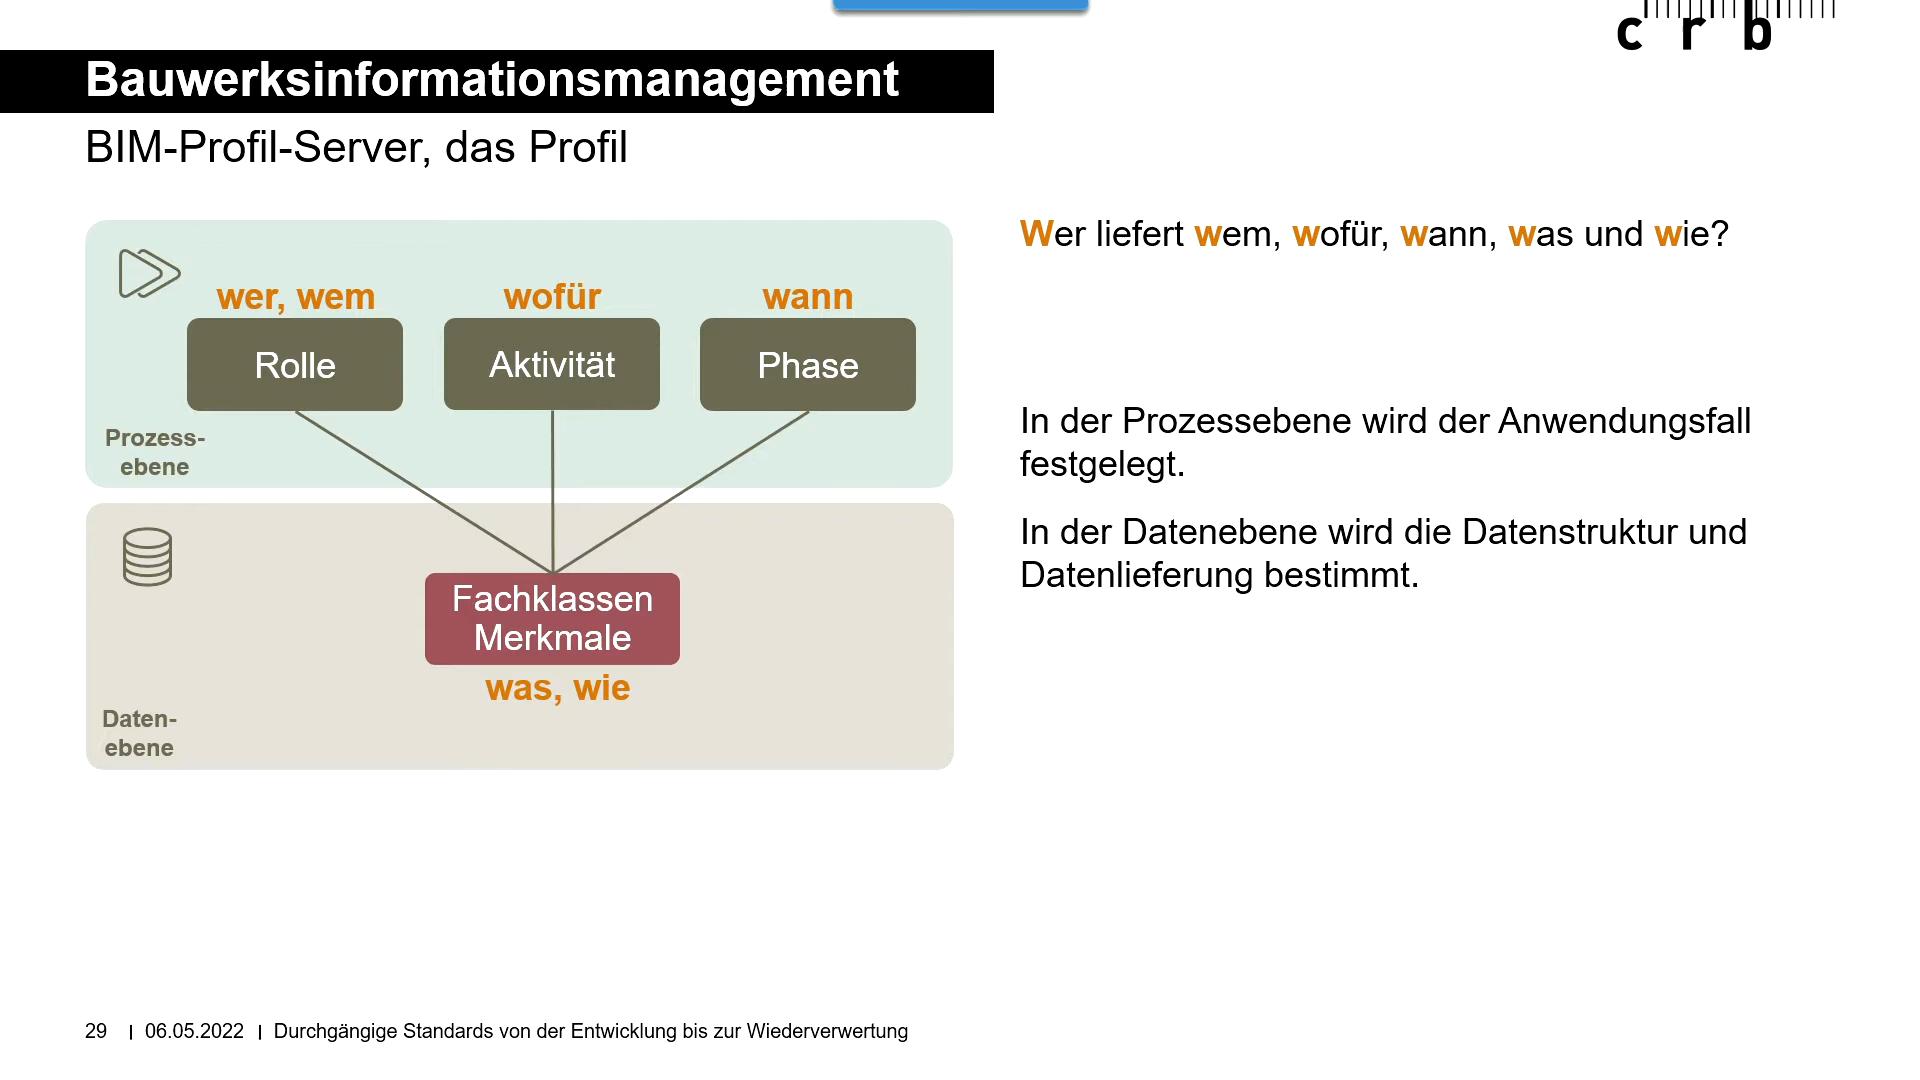 c r b
Bauwerksinformationsmanagement
BIM-Profil-Server, das Profil
wer, wem
wofür
wann
Rolle
Aktivität
Phase
Prozess-
ebene
Fachklassen
Merkmale
was, wie
Daten-
ebene
Wer liefert wem, wofür, wann, was und wie?
In der Prozessebene wird der Anwendungsfall
festgelegt.
In der Datenebene wird die Datenstruktur und
Datenlieferung bestimmt.
29 | 06.05.2022 | Durchgängige Standards von der Entwicklung bis zur Wiederverwertung